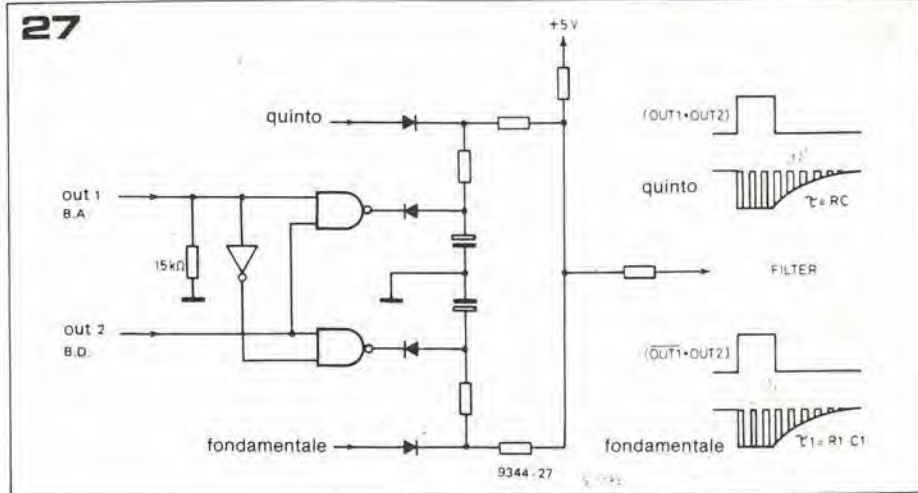 27
+5V
quinto
(OUT1•OUT2)
out 1
B.A.
quinto
τ=RC
15kΩ
FILTER
out 2
B.D.
(O̅U̅T̅1̅•OUT2)
fondamentale
9344-27
fondamentale
τ1=R1 C1